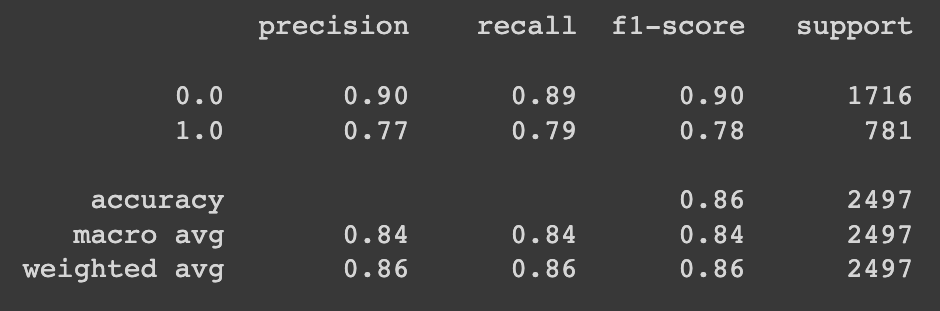 precision recall f1-score support
0.0 0.90 0.89 0.90 1716
1.0 0.77 0.79 0.78 781
accuracy 0.86 2497
macro avg 0.84 0.84 0.84 2497
weighted avg 0.86 0.86 0.86 2497